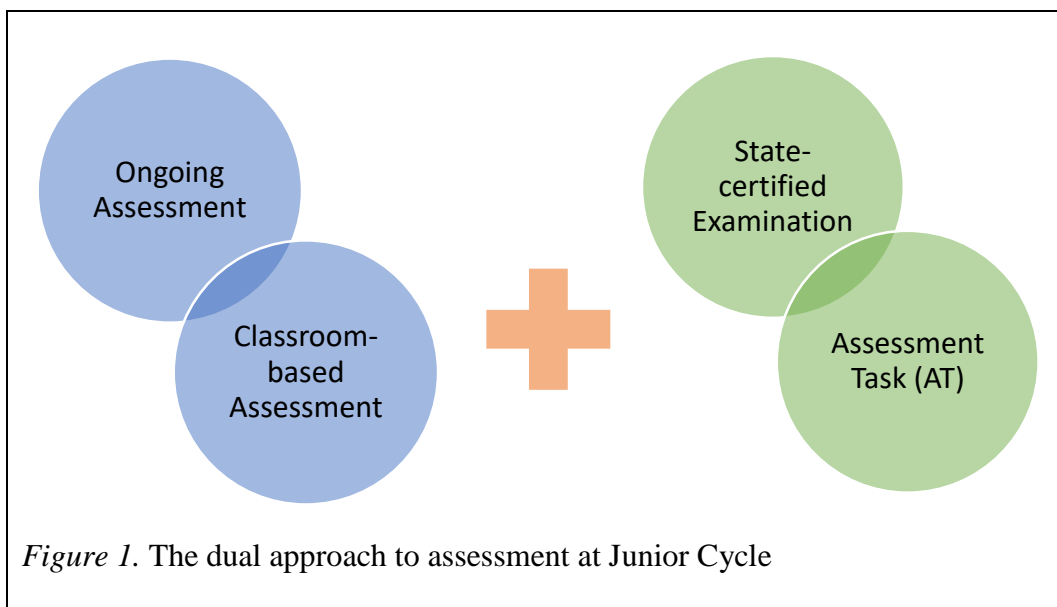 Ongoing
Assessment
Classroom-
based
Assessment
State-
certified
Examination
Assessment
Task (AT)
Figure 1. The dual approach to assessment at Junior Cycle